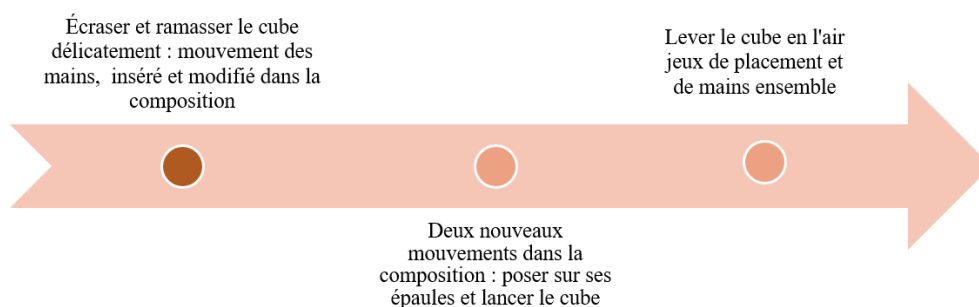 Écraser et ramasser le cube
délicatement : mouvement des
mains, inséré et modifié dans la
composition
Deux nouveaux
mouvements dans la
composition : poser sur ses
épaules et lancer le cube
Lever le cube en l'air
jeux de placement et
de mains ensemble